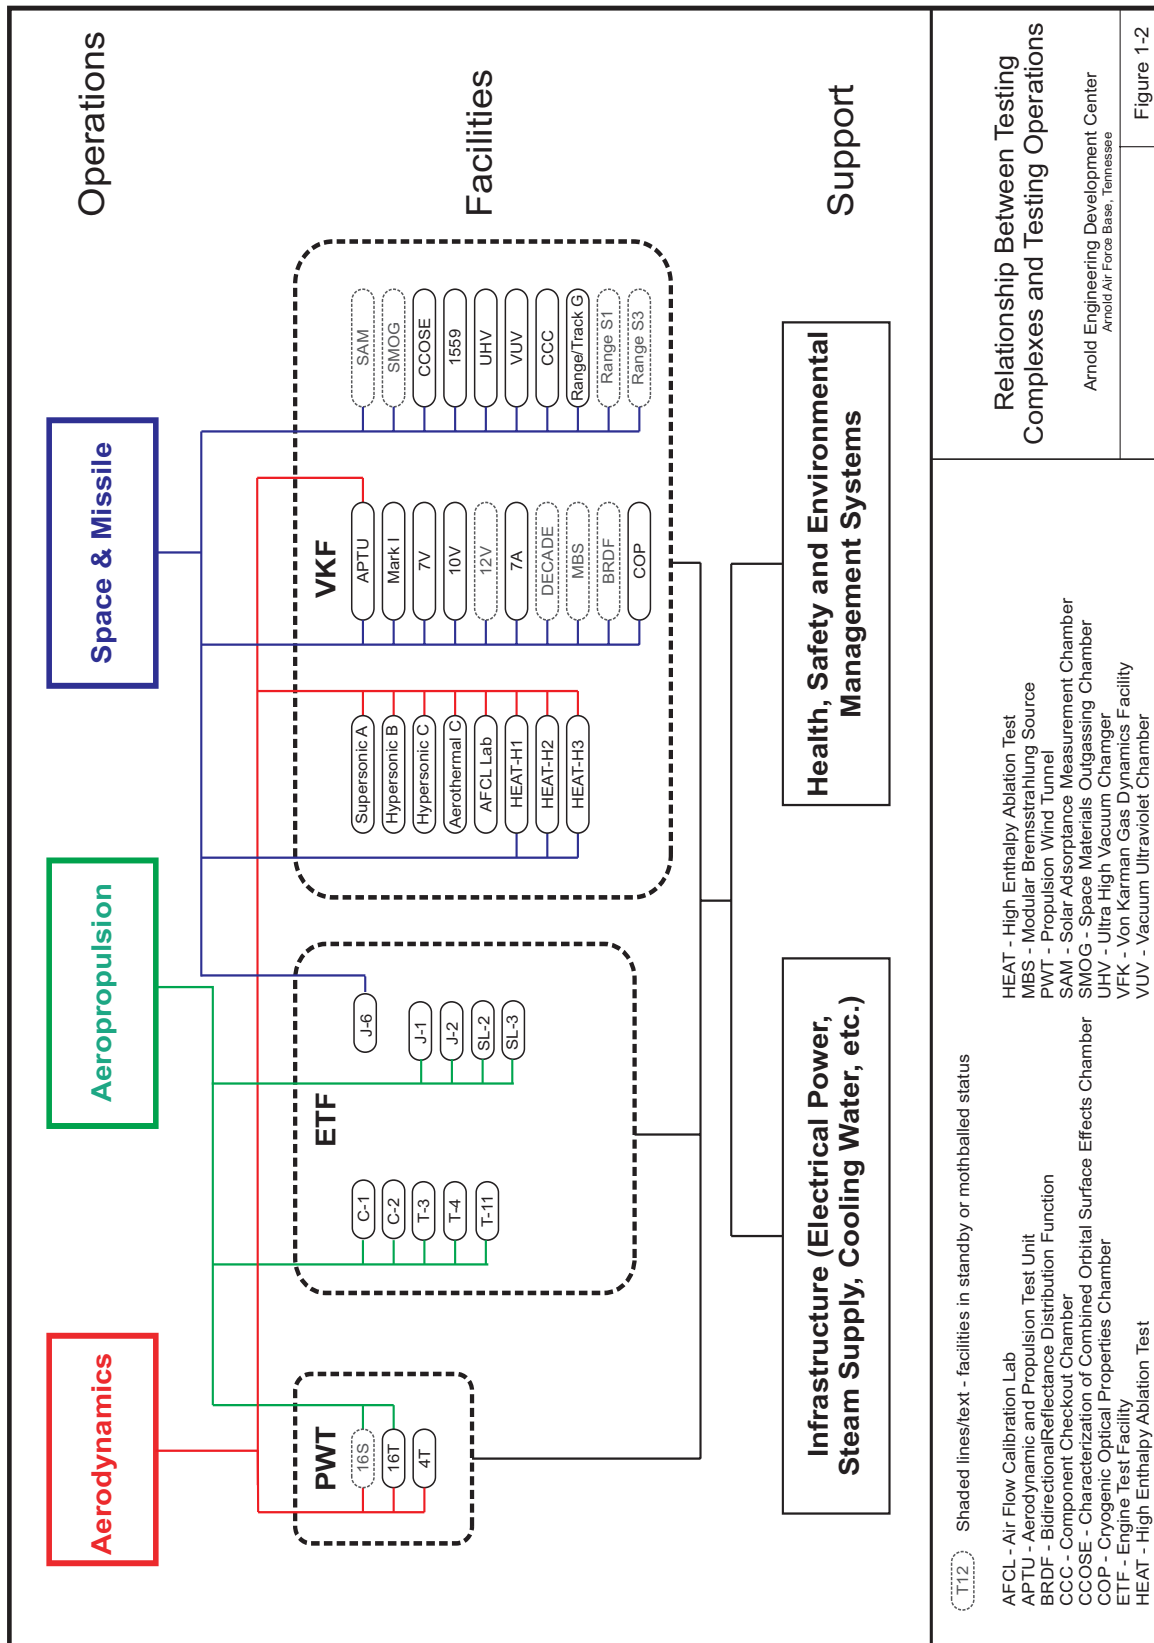 Operations
Aerodynamics
Aeropropulsion
Space & Missile
Facilities
PWT
16S
16T
4T
ETF
C-1
C-2
T-3
T-4
T-11
J-6
J-1
J-2
SL-2
SL-3
VKF
Supersonic A
Hypersonic B
Hypersonic C
Aerothermal C
AFCL Lab
HEAT-H1
HEAT-H2
HEAT-H3
APTU
Mark I
7V
10V
12V
7A
DECADE
MBS
BRDF
COP
SAM
SMOG
CCOSE
1559
UHV
VUV
CCC
Range/Track G
Range S1
Range S3
Support
Infrastructure (Electrical Power,
Steam Supply, Cooling Water, etc.)
Health, Safety and Environmental
Management Systems
T12
Shaded lines/text - facilities in standby or mothballed status
AFCL - Air Flow Calibration Lab
APTU - Aerodynamic and Propulsion Test Unit
BRDF - BidirectionalReflectance Distribution Function
CCC - Component Checkout Chamber
CCOSE - Characterization of Combined Orbital Surface Effects Chamber
COP - Cryogenic Optical Properties Chamber
ETF - Engine Test Facility
HEAT - High Enthalpy Ablation Test
HEAT - High Enthalpy Ablation Test
MBS - Modular Bremsstrahlung Source
PWT - Propulsion Wind Tunnel
SAM - Solar Adsorptance Measurement Chamber
SMOG - Space Materials Outgassing Chamber
UHV - Ultra High Vacuum Chamger
VFK - Von Karman Gas Dynamics Facility
VUV - Vacuum Ultraviolet Chamber
Relationship Between Testing
Complexes and Testing Operations
Arnold Engineering Development Center
Arnold Air Force Base, Tennessee
Figure 1-2